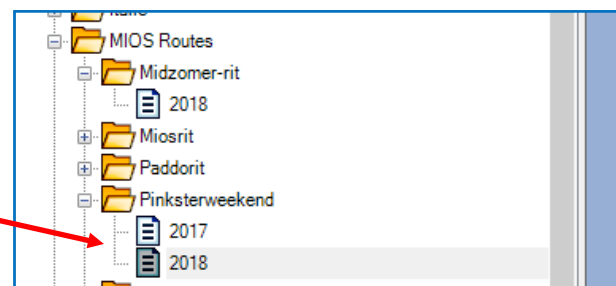 MIOS Routes
Midzomer-rit
2018
Miosrit
Paddorit
Pinksterweekend
2017
2018